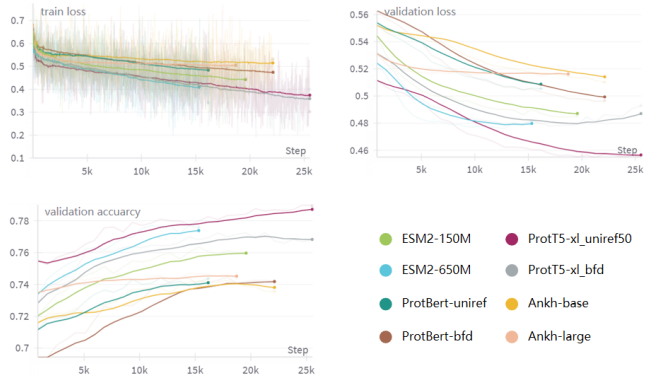 train loss
0.7
0.6
0.5
0.4
0.3
0.2
0.1
5k
10k
15k
20k
25k
Step
validation loss
0.56
0.54
0.52
0.5
0.48
0.46
5k
10k
15k
20k
25k
Step
validation accuarcy
0.78
0.76
0.74
0.72
0.7
5k
10k
15k
20k
25k
Step
ESM2-150M
ProtT5-xl_uniref50
ESM2-650M
ProtT5-xl_bfd
ProtBert-uniref
Ankh-base
ProtBert-bfd
Ankh-large